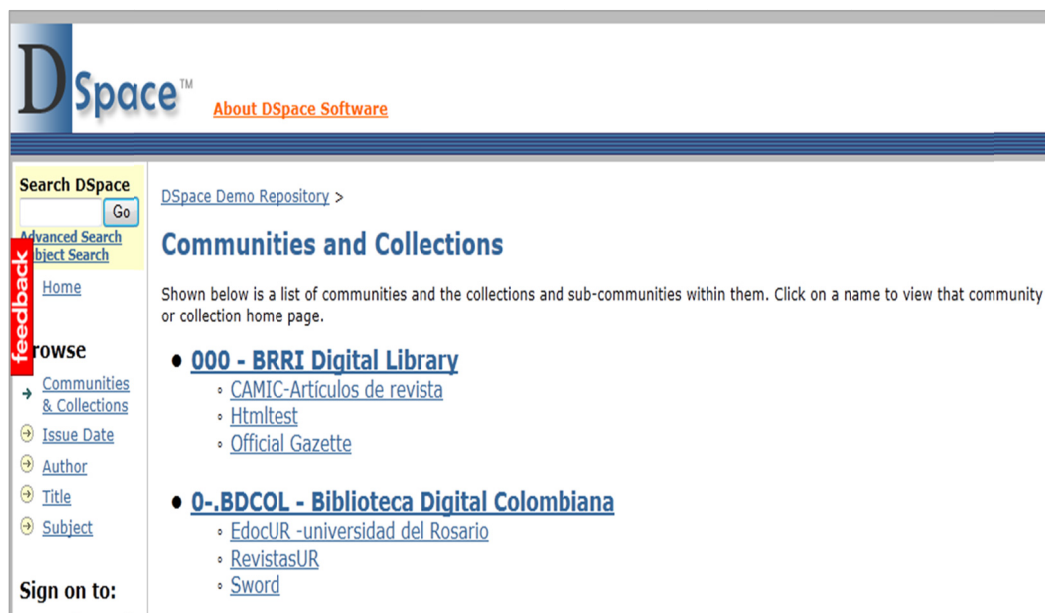 DSpace™
About DSpace Software
Search DSpace
Go
Advanced Search
bject Search
feedback
Home
rowse
Communities
& Collections
Issue Date
Author
Title
Subject
Sign on to:
DSpace Demo Repository >
Communities and Collections
Shown below is a list of communities and the collections and sub-communities within them. Click on a name to view that community
or collection home page.
000 - BRRI Digital Library
CAMIC-Artículos de revista
Htmltest
Official Gazette
0-.BDCOL - Biblioteca Digital Colombiana
EdocUR -universidad del Rosario
RevistasUR
Sword